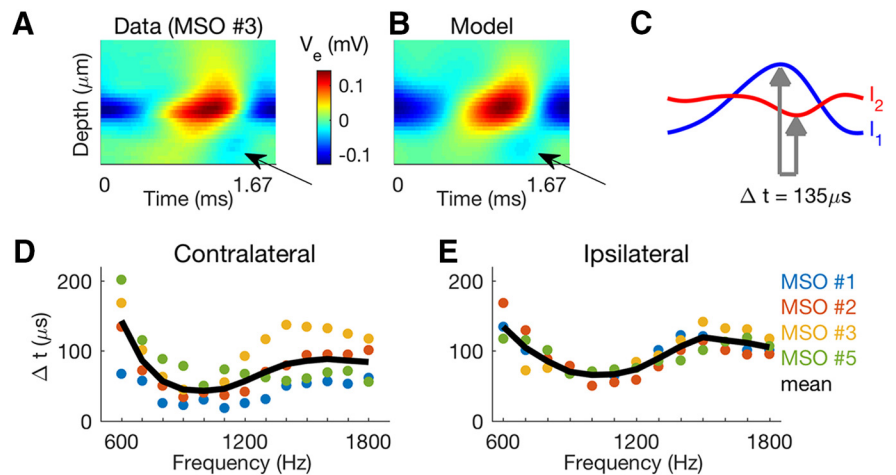 A
Data (MSO #3)
Depth (μm)
0
1.67
Time (ms)
V_e (mV)
0.1
0
-0.1
B
Model
0
1.67
Time (ms)
C
I_2
I_1
Δ t = 135μs
D
Contralateral
Δ t (μs)
200
100
0
600
1200
1800
Frequency (Hz)
E
Ipsilateral
200
100
0
600
1200
1800
Frequency (Hz)
MSO #1
MSO #2
MSO #3
MSO #5
mean